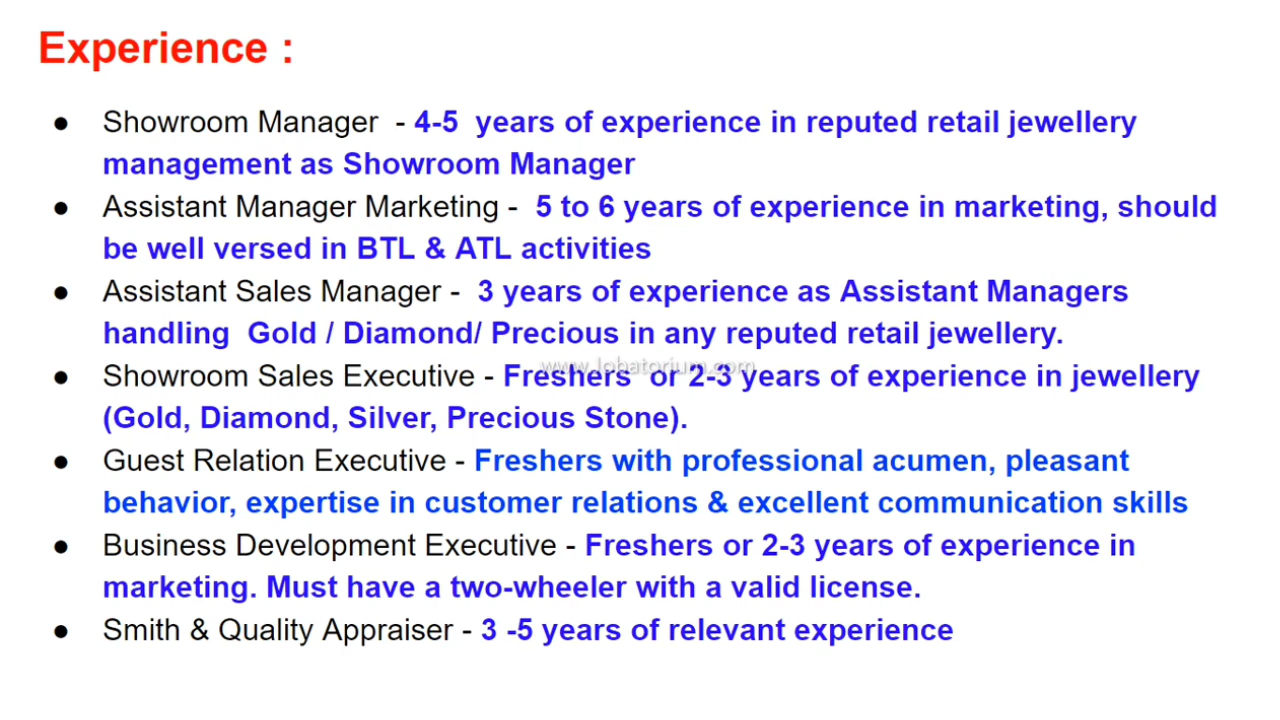 Experience :
● Showroom Manager - 4-5 years of experience in reputed retail jewellery
management as Showroom Manager
● Assistant Manager Marketing - 5 to 6 years of experience in marketing, should
be well versed in BTL & ATL activities
● Assistant Sales Manager - 3 years of experience as Assistant Managers
handling Gold / Diamond/ Precious in any reputed retail jewellery.
www.Jobatorium.com
● Showroom Sales Executive - Freshers or 2-3 years of experience in jewellery
(Gold, Diamond, Silver, Precious Stone).
● Guest Relation Executive - Freshers with professional acumen, pleasant
behavior, expertise in customer relations & excellent communication skills
● Business Development Executive - Freshers or 2-3 years of experience in
marketing. Must have a two-wheeler with a valid license.
● Smith & Quality Appraiser - 3 -5 years of relevant experience